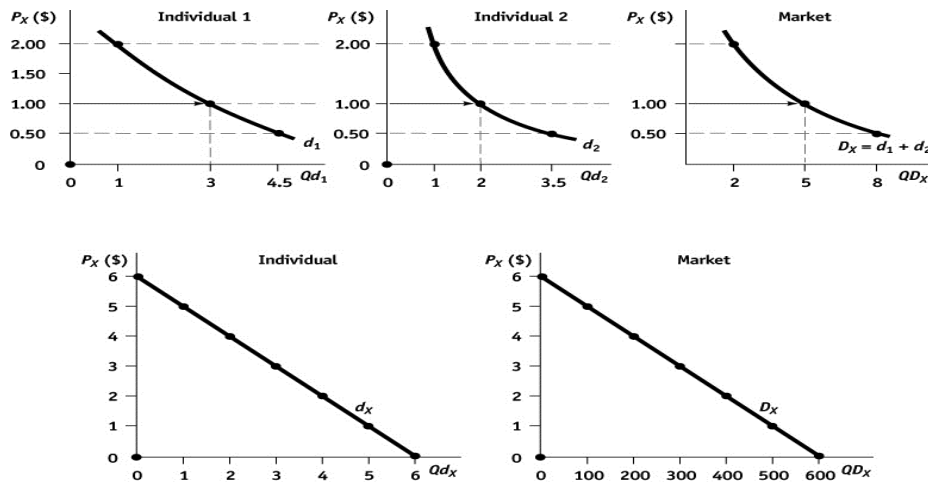 Pₓ ($)
Individual 1
2.00
1.50
1.00
0.50
0
d₁
0
1
3
4.5
Qd₁
Pₓ ($)
Individual 2
2.00
1.00
0.50
0
d₂
0
1
2
3.5
Qd₂
Pₓ ($)
Market
1.00
0.50
Dₓ = d₁ + d₂
2
5
8
QDₓ
Pₓ ($)
Individual
6
5
4
3
2
1
0
dₓ
0
1
2
3
4
5
6
Qdₓ
Pₓ ($)
Market
6
5
4
3
2
1
0
Dₓ
0
100
200
300
400
500
600
QDₓ